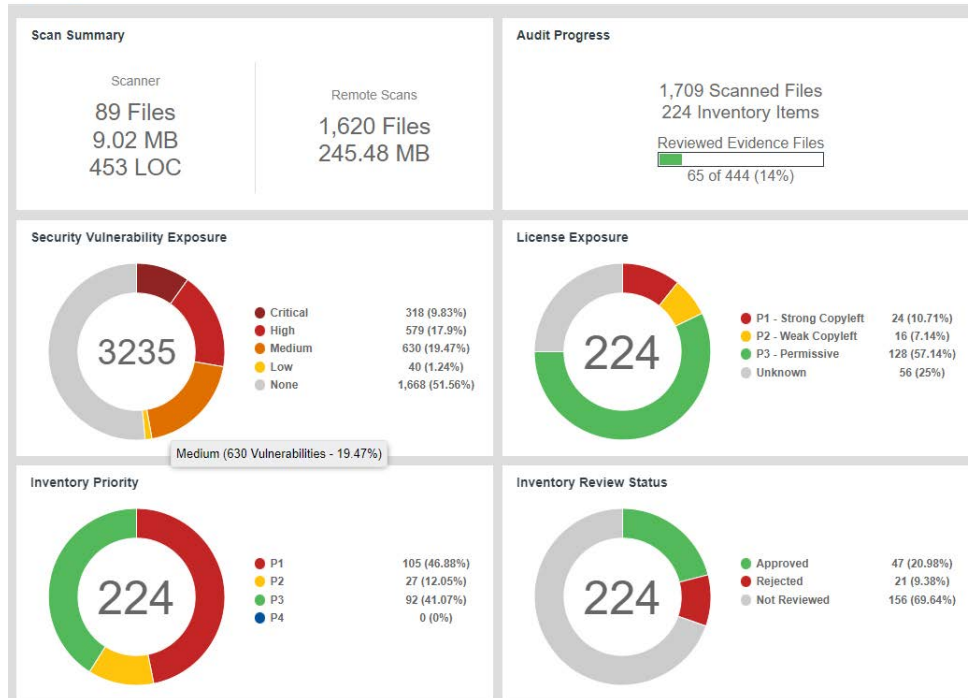 Scan Summary
Scanner
89 Files
9.02 MB
453 LOC
Remote Scans
1,620 Files
245.48 MB
Audit Progress
1,709 Scanned Files
224 Inventory Items
Reviewed Evidence Files
65 of 444 (14%)
Security Vulnerability Exposure
3235
Critical 318 (9.83%)
High 579 (17.9%)
Medium 630 (19.47%)
Low 40 (1.24%)
None 1,668 (51.56%)
Medium (630 Vulnerabilities - 19.47%)
License Exposure
224
P1 - Strong Copyleft 24 (10.71%)
P2 - Weak Copyleft 16 (7.14%)
P3 - Permissive 128 (57.14%)
Unknown 56 (25%)
Inventory Priority
224
P1 105 (46.88%)
P2 27 (12.05%)
P3 92 (41.07%)
P4 0 (0%)
Inventory Review Status
224
Approved 47 (20.98%)
Rejected 21 (9.38%)
Not Reviewed 156 (69.64%)